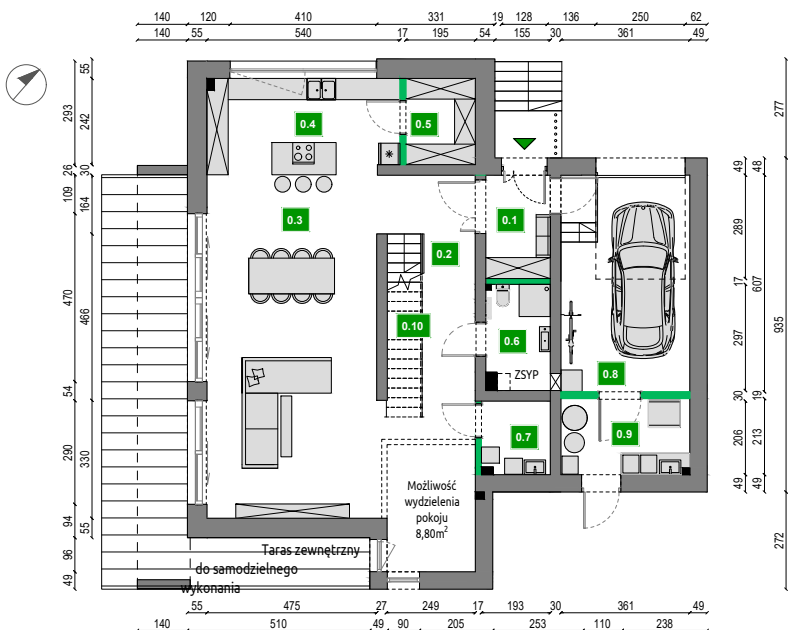 140 120 410 331 19 128 136 250 62
140 55 540 17 195 54 155 30 361 49
55
293 242
26 30
109 164
470 466
54
290 330
94 55
96
49
277
49 48
289
17 607
297 935
30 19
206 213
49 49
272
0.4
0.5
0.3
0.1
0.2
0.10
0.6
ZSYP
0.8
0.7
0.9
Możliwość
wydzielenia
pokoju
8,80m²
Taras zewnętrzny
do samodzielnego
wykonania
55 475 27 249 17 193 30 361 49
140 510 49 90 205 253 110 238